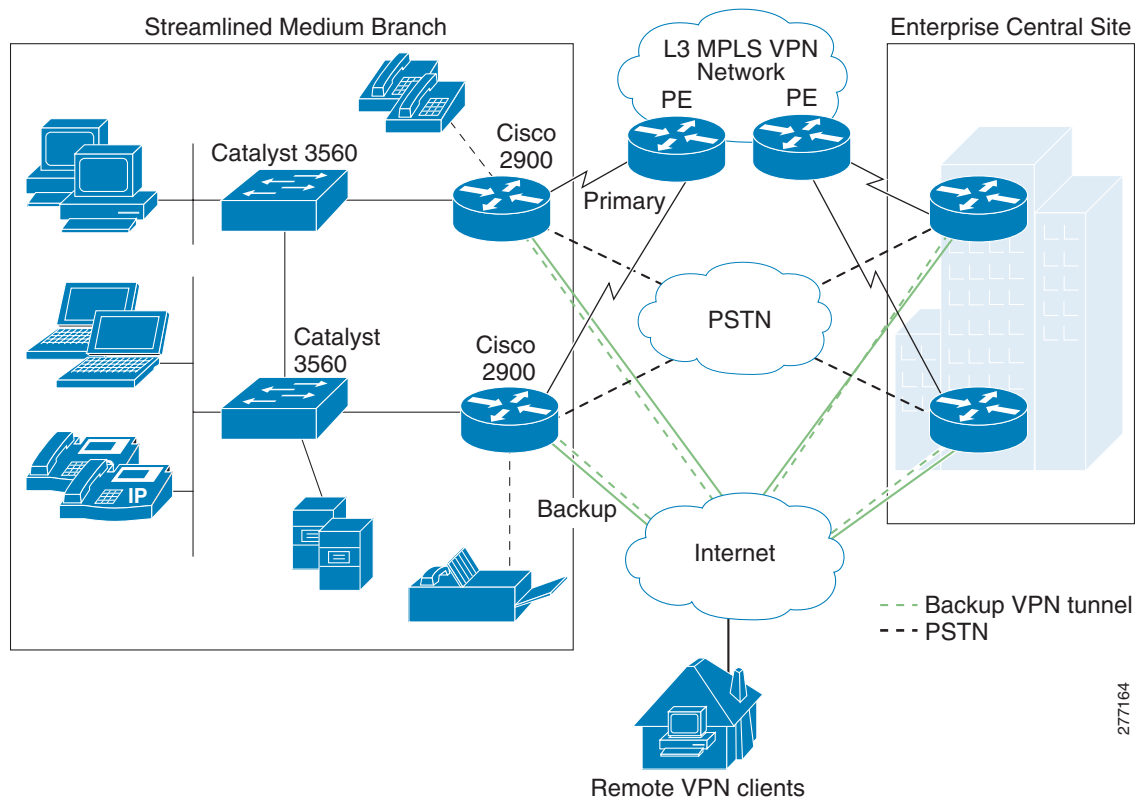 Streamlined Medium Branch
Enterprise Central Site
L3 MPLS VPN
Network
PE
PE
Cisco
2900
Catalyst 3560
Primary
PSTN
Catalyst
3560
Cisco
2900
IP
Backup
Internet
Backup VPN tunnel
PSTN
Remote VPN clients
277164